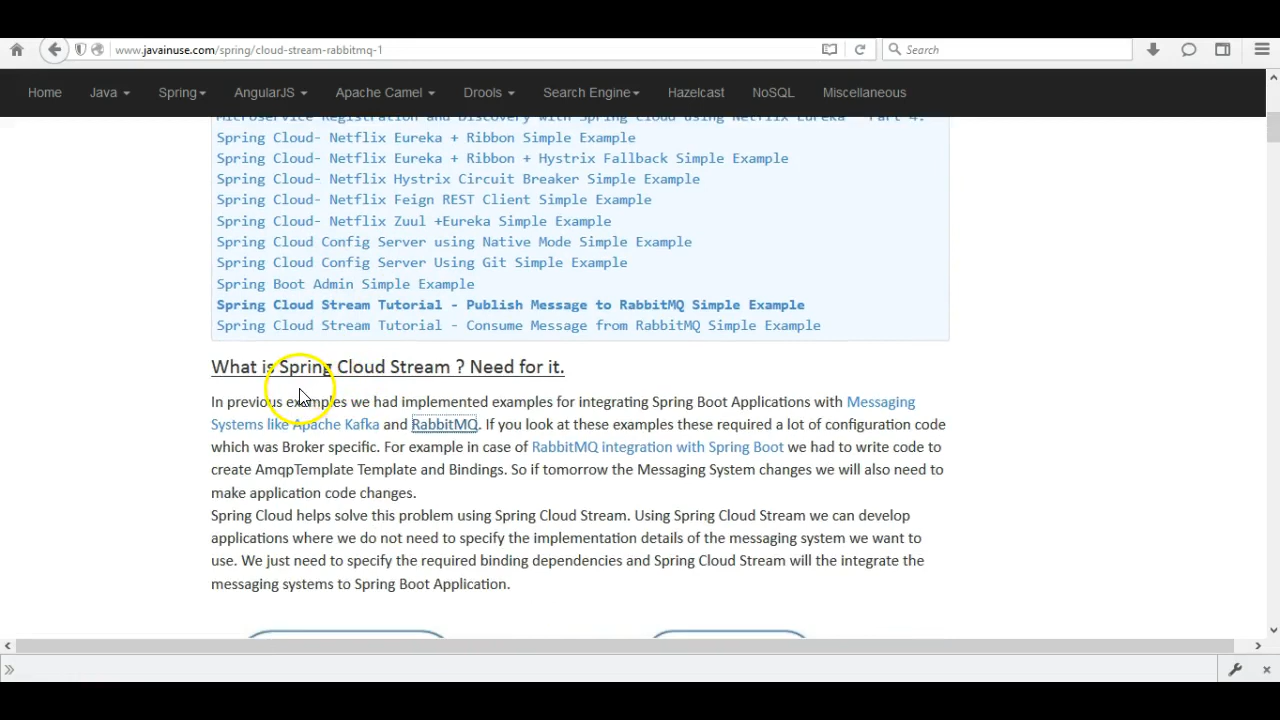 www.javainuse.com/spring/cloud-stream-rabbitmq-1
Search
Home Java Spring AngularJS Apache Camel Drools Search Engine Hazelcast NoSQL Miscellaneous
Microservice Registration and Discovery with Spring Cloud using Netflix Eureka - Part 4.
Spring Cloud- Netflix Eureka + Ribbon Simple Example
Spring Cloud- Netflix Eureka + Ribbon + Hystrix Fallback Simple Example
Spring Cloud- Netflix Hystrix Circuit Breaker Simple Example
Spring Cloud- Netflix Feign REST Client Simple Example
Spring Cloud- Netflix Zuul +Eureka Simple Example
Spring Cloud Config Server using Native Mode Simple Example
Spring Cloud Config Server Using Git Simple Example
Spring Boot Admin Simple Example
Spring Cloud Stream Tutorial - Publish Message to RabbitMQ Simple Example
Spring Cloud Stream Tutorial - Consume Message from RabbitMQ Simple Example
What is Spring Cloud Stream ? Need for it.
In previous examples we had implemented examples for integrating Spring Boot Applications with Messaging
Systems like Apache Kafka and RabbitMQ. If you look at these examples these required a lot of configuration code
which was Broker specific. For example in case of RabbitMQ integration with Spring Boot we had to write code to
create AmqpTemplate Template and Bindings. So if tomorrow the Messaging System changes we will also need to
make application code changes.
Spring Cloud helps solve this problem using Spring Cloud Stream. Using Spring Cloud Stream we can develop
applications where we do not need to specify the implementation details of the messaging system we want to
use. We just need to specify the required binding dependencies and Spring Cloud Stream will the integrate the
messaging systems to Spring Boot Application.